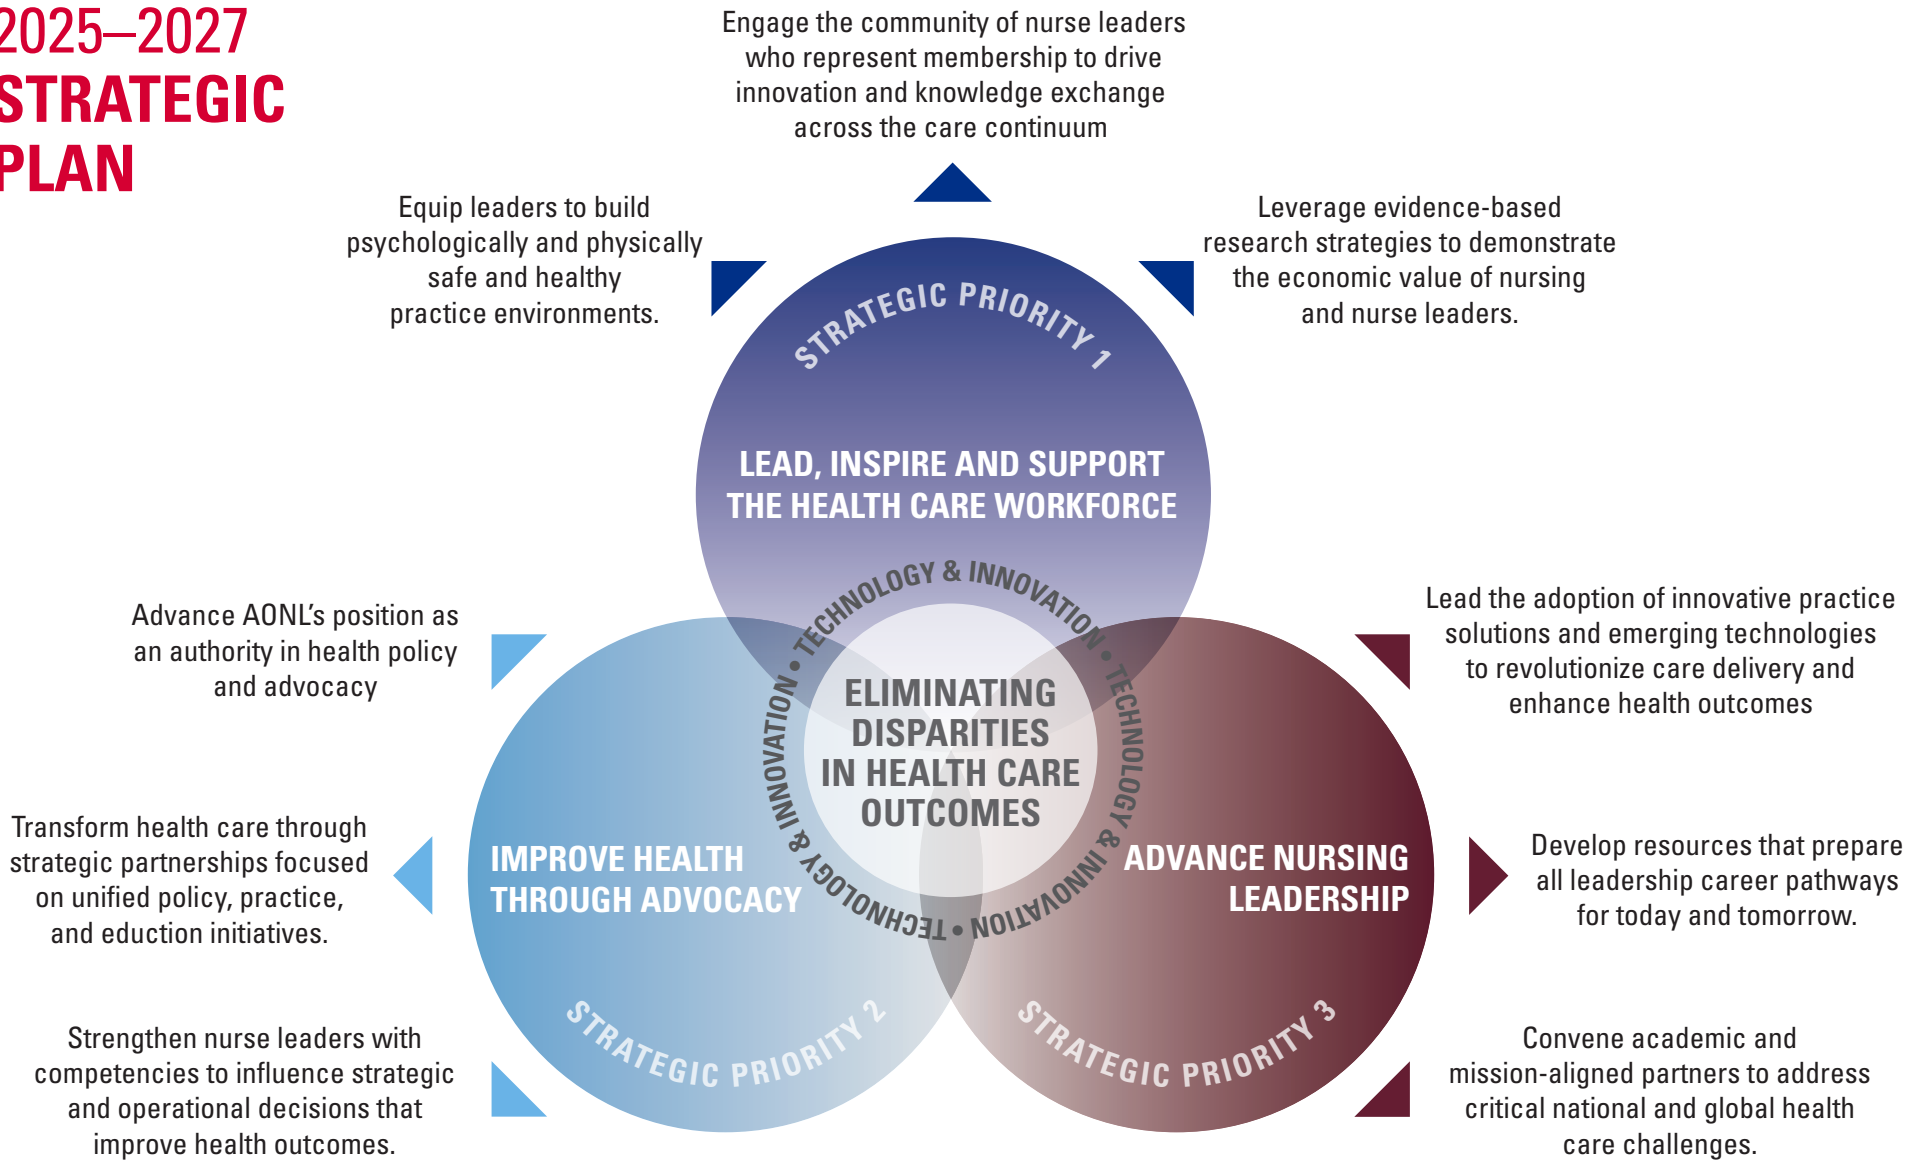 2025–2027
STRATEGIC
PLAN
Engage the community of nurse leaders
who represent membership to drive
innovation and knowledge exchange
across the care continuum
Equip leaders to build
psychologically and physically
safe and healthy
practice environments.
Leverage evidence-based
research strategies to demonstrate
the economic value of nursing
and nurse leaders.
STRATEGIC PRIORITY 1
LEAD, INSPIRE AND SUPPORT
THE HEALTH CARE WORKFORCE
TECHNOLOGY & INNOVATION • TECHNOLOGY & INNOVATION • TECHNOLOGY & INNOVATION •
ELIMINATING
DISPARITIES
IN HEALTH CARE
OUTCOMES
Advance AONL’s position as
an authority in health policy
and advocacy
Transform health care through
strategic partnerships focused
on unified policy, practice,
and eduction initiatives.
Strengthen nurse leaders with
competencies to influence strategic
and operational decisions that
improve health outcomes.
IMPROVE HEALTH
THROUGH ADVOCACY
STRATEGIC PRIORITY 2
ADVANCE NURSING
LEADERSHIP
STRATEGIC PRIORITY 3
Lead the adoption of innovative practice
solutions and emerging technologies
to revolutionize care delivery and
enhance health outcomes
Develop resources that prepare
all leadership career pathways
for today and tomorrow.
Convene academic and
mission-aligned partners to address
critical national and global health
care challenges.